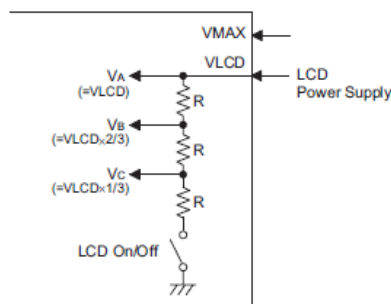 VMAX
VLCD
LCD
Power Supply
VA
(=VLCD)
R
VB
(=VLCD×2/3)
R
VC
(=VLCD×1/3)
R
LCD On/Off